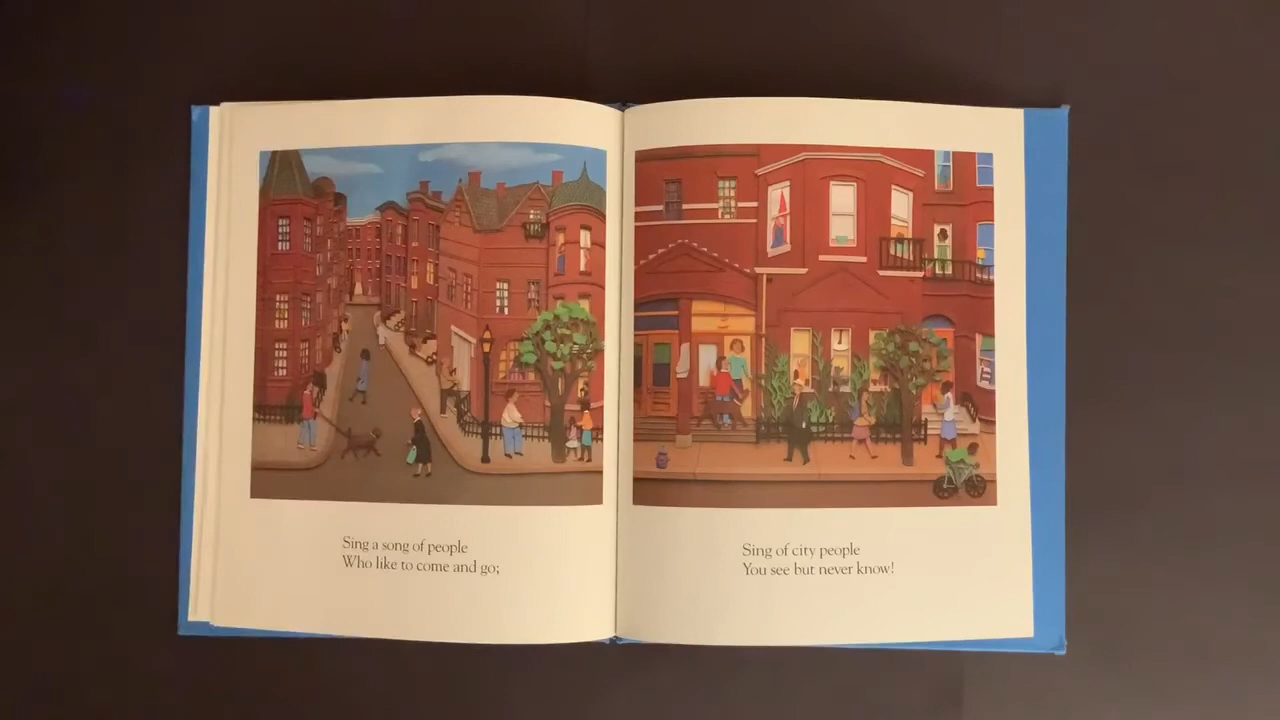 Sing a song of people
Who like to come and go;
Sing of city people
You see but never know!